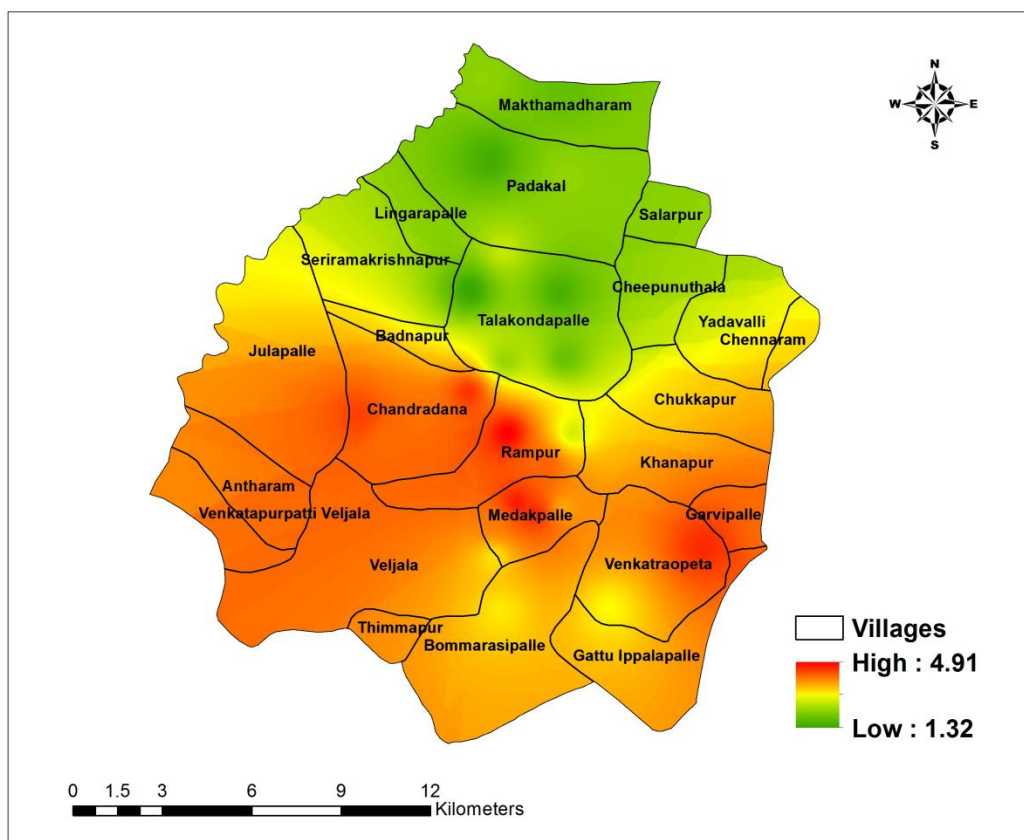 N
W E
S
Makthamadharam
Padakal
Lingarapalle
Salarpur
Seriramakrishnapur
Cheepunuthala
Talakondapalle
Yadavalli
Badnapur
Chennaram
Julapalle
Chukkapur
Chandradana
Rampur
Khanapur
Antharam
Venkatapurpatti Veljala
Medakpalle
Garvipalle
Veljala
Venkatraopeta
Thimmapur
Bommarasipalle
Gattu Ippalapalle
Villages
High : 4.91
Low : 1.32
0 1.5 3 6 9 12
Kilometers